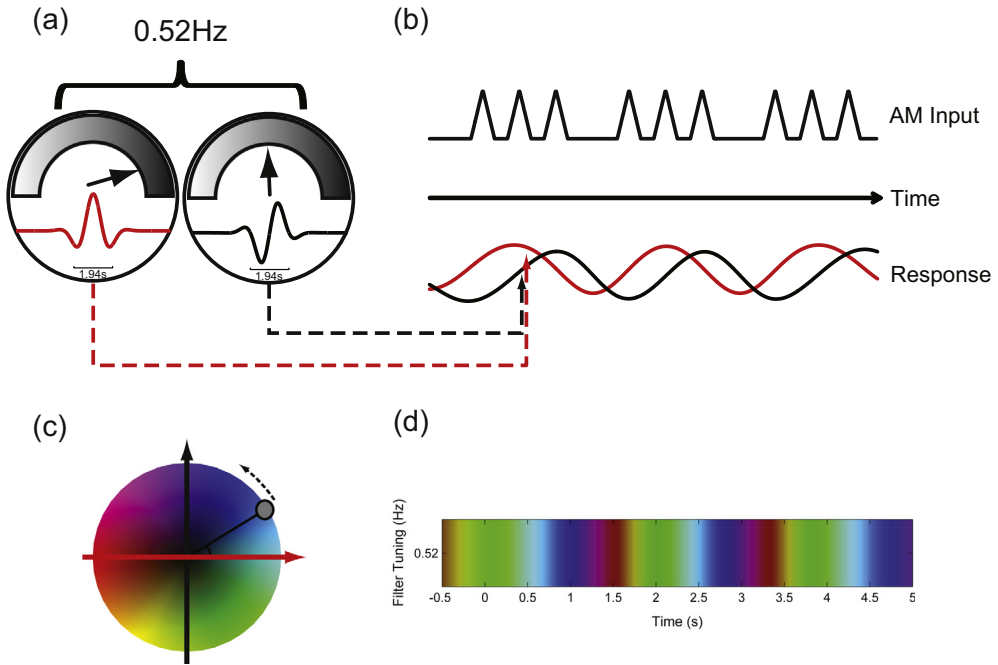 (a)
0.52Hz
1.94s
1.94s
(b)
AM Input
Time
Response
(c)
(d)
Filter Tuning (Hz)
0.52
-0.5 0 0.5 1 1.5 2 2.5 3 3.5 4 4.5 5
Time (s)